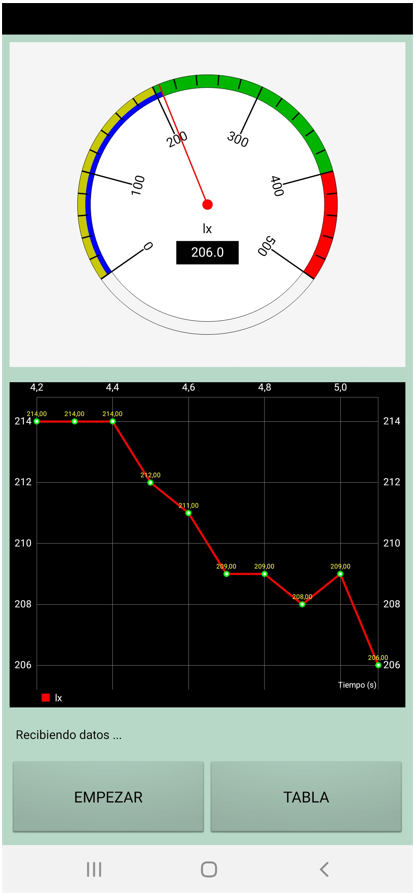 0
100
200
300
400
500
lx
206.0
4,2 4,4 4,6 4,8 5,0
214 214,00 214,00 214,00 214
212,00
212 212
211,00
210 210
209,00 209,00 209,00
208,00
208 208
206,00
206 206
Tiempo (s)
lx
Recibiendo datos ...
EMPEZAR TABLA